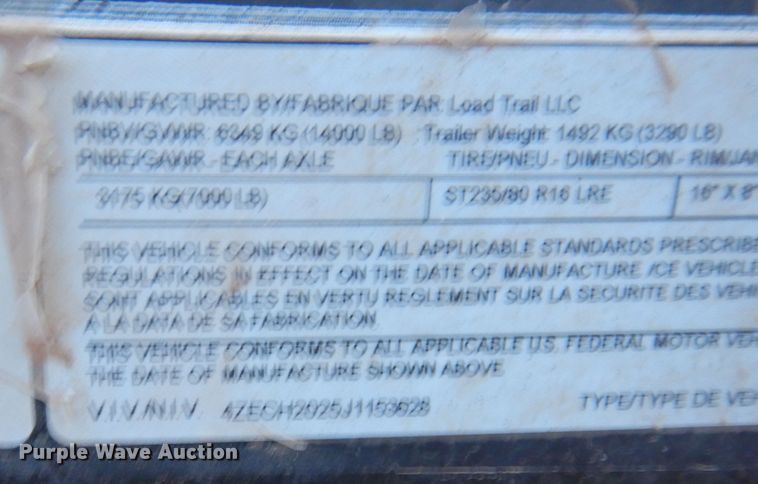 MANUFACTURED BY/FABRIQUE PAR: Load Trail LLC
PNBV/GVWR: 6349 KG (14000 LB) Trailer Weight: 1492 KG (3290 LB)
PNBE/GAWR - EACH AXLE TIRE/PNEU - DIMENSION - RIM/JAN
3175 KG(7000 LB) ST235/80 R16 LRE 16" X 8"
THIS VEHICLE CONFORMS TO ALL APPLICABLE STANDARDS PRESCRIBE
REGULATIONS IN EFFECT ON THE DATE OF MANUFACTURE /CE VEHICLE
SONT APPLICABLES EN VERTU REGLEMENT SUR LA SECURITE DES VEHI
A LA DATA DE SA FABRICATION.
THIS VEHICLE CONFORMS TO ALL APPLICABLE U.S. FEDERAL MOTOR VEH
THE DATE OF MANUFACTURE SHOWN ABOVE
V.I.V./N.I.V. 4ZECH2025J1153628 TYPE/TYPE DE VEH
Purple Wave Auction